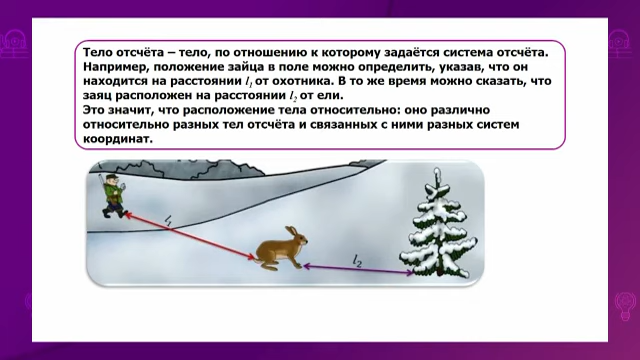 Тело отсчёта – тело, по отношению к которому задаётся система отсчёта.
Например, положение зайца в поле можно определить, указав, что он
находится на расстоянии l₁ от охотника. В то же время можно сказать, что
заяц расположен на расстоянии l₂ от ели.
Это значит, что расположение тела относительно: оно различно
относительно разных тел отсчёта и связанных с ними разных систем
координат.
l₁
l₂